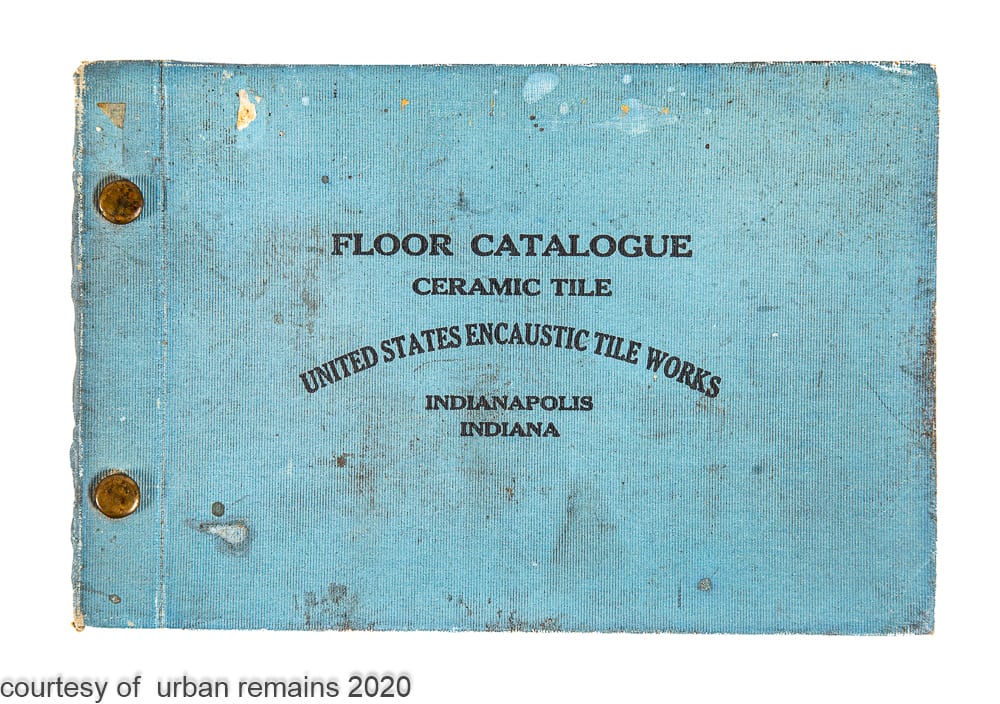 FLOOR CATALOGUE
CERAMIC TILE
UNITED STATES ENCAUSTIC TILE WORKS
INDIANAPOLIS
INDIANA
courtesy of  urban remains 2020